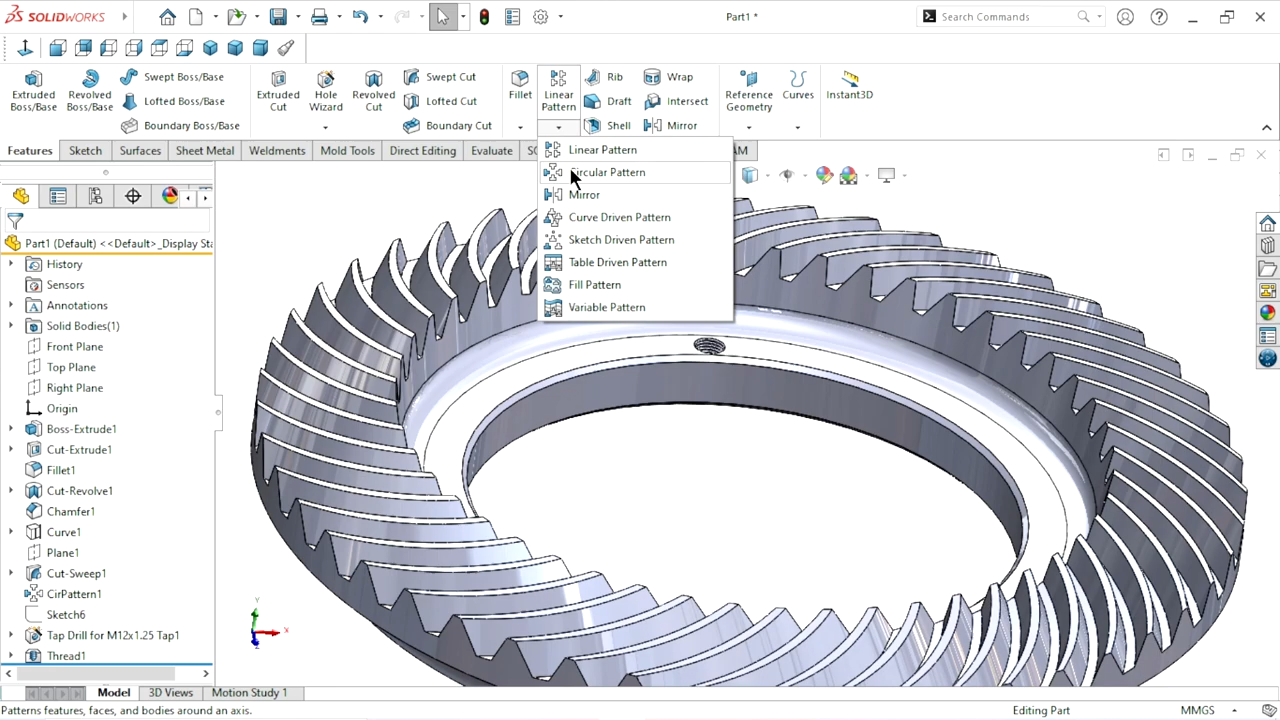 SOLIDWORKS
Part1 *
Search Commands
Extruded Boss/Base
Revolved Boss/Base
Swept Boss/Base
Lofted Boss/Base
Boundary Boss/Base
Extruded Cut
Hole Wizard
Revolved Cut
Swept Cut
Lofted Cut
Boundary Cut
Fillet
Linear Pattern
Rib
Draft
Shell
Wrap
Intersect
Mirror
Reference Geometry
Curves
Instant3D
Features
Sketch
Surfaces
Sheet Metal
Weldments
Mold Tools
Direct Editing
Evaluate
SO
AM
Linear Pattern
Circular Pattern
Mirror
Curve Driven Pattern
Sketch Driven Pattern
Table Driven Pattern
Fill Pattern
Variable Pattern
Part1 (Default) <<Default>_Display Sta
History
Sensors
Annotations
Solid Bodies(1)
Front Plane
Top Plane
Right Plane
Origin
Boss-Extrude1
Cut-Extrude1
Fillet1
Cut-Revolve1
Chamfer1
Curve1
Plane1
Cut-Sweep1
CirPattern1
Sketch6
Tap Drill for M12x1.25 Tap1
Thread1
Y
X
Model
3D Views
Motion Study 1
Patterns features, faces, and bodies around an axis.
Editing Part
MMGS